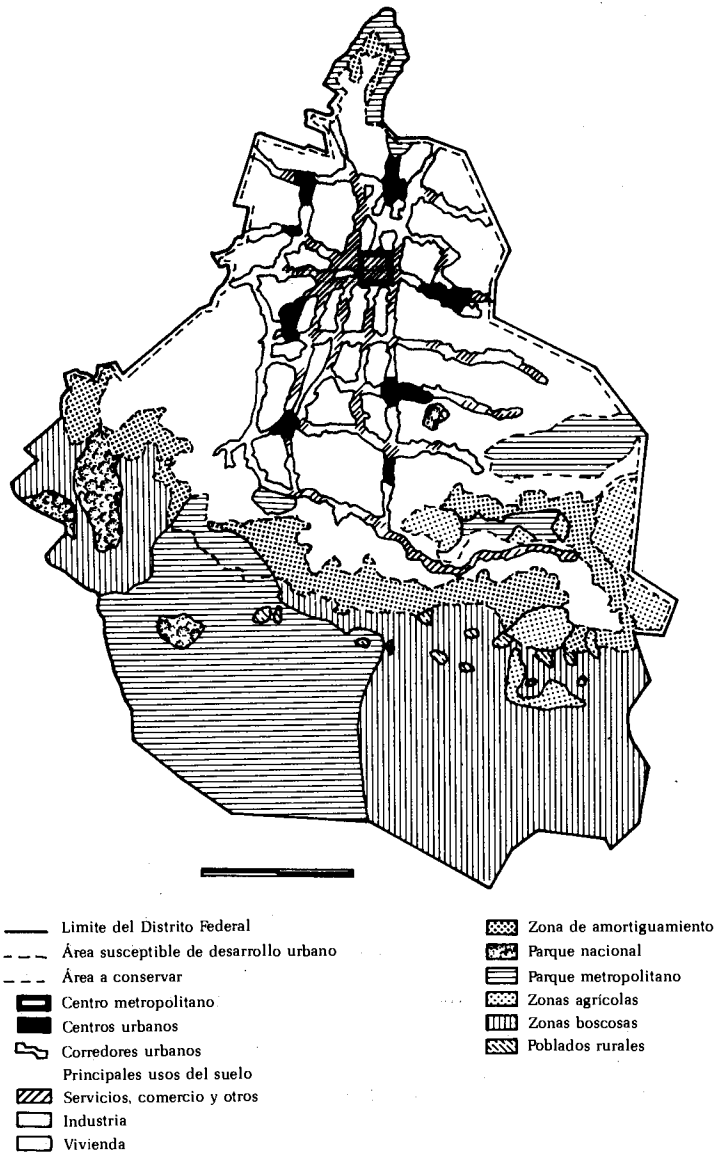 Limite del Distrito Federal
Área susceptible de desarrollo urbano
Área a conservar
Centro metropolitano
Centros urbanos
Corredores urbanos
Principales usos del suelo
Servicios, comercio y otros
Industria
Vivienda
Zona de amortiguamiento
Parque nacional
Parque metropolitano
Zonas agrícolas
Zonas boscosas
Poblados rurales